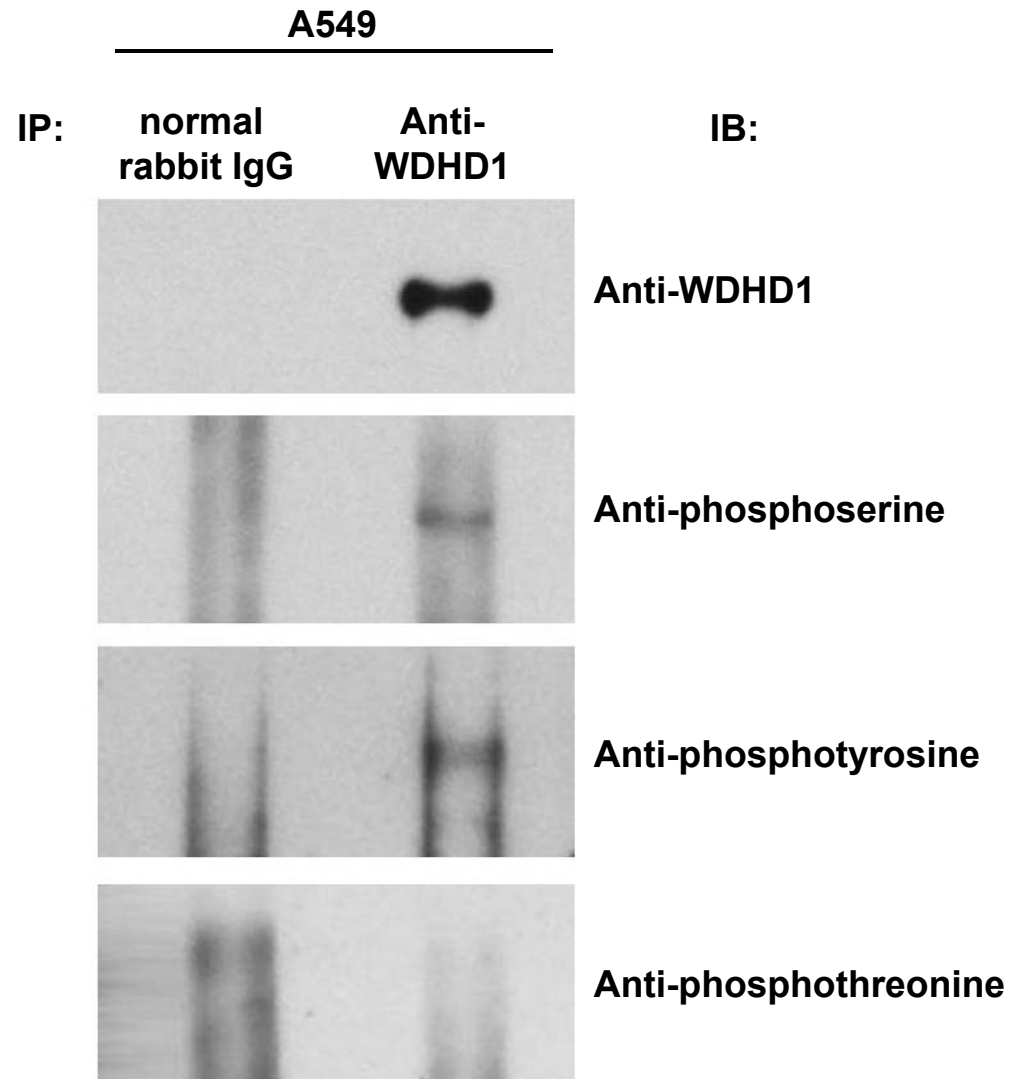 A549
IP:
normal
rabbit IgG
Anti-
WDHD1
IB:
Anti-WDHD1
Anti-phosphoserine
Anti-phosphotyrosine
Anti-phosphothreonine